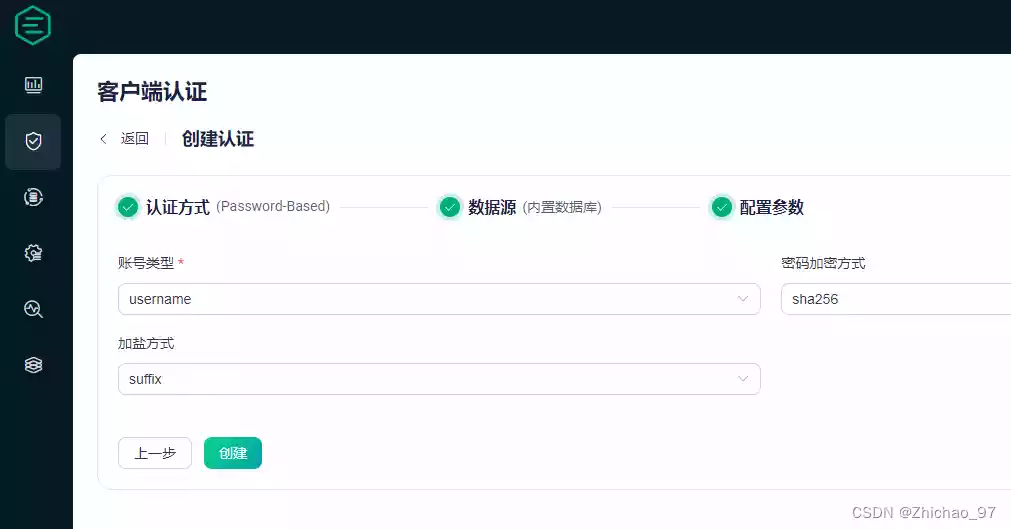 客户端认证
返回 创建认证
认证方式 (Password-Based) 数据源 (内置数据库) 配置参数
账号类型 * 密码加密方式
username sha256
加盐方式
suffix
上一步 创建
CSDN @Zhichao_97